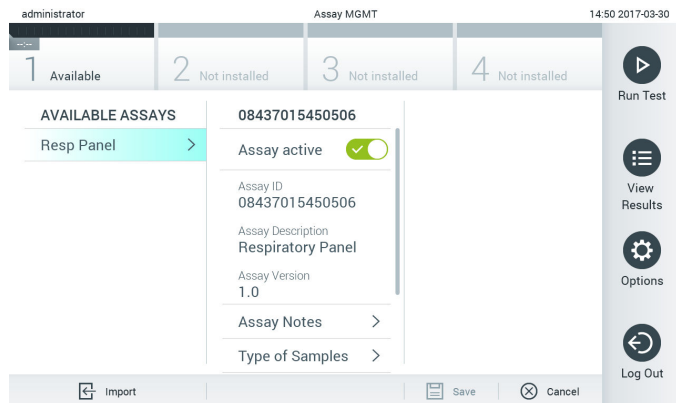 administrator Assay MGMT 14:50 2017-03-30
--:--
1 Available 2 Not installed 3 Not installed 4 Not installed
Run Test
AVAILABLE ASSAYS
Resp Panel
08437015450506
Assay active
Assay ID
08437015450506
Assay Description
Respiratory Panel
Assay Version
1.0
Assay Notes
Type of Samples
View
Results
Options
Log Out
Import Save Cancel